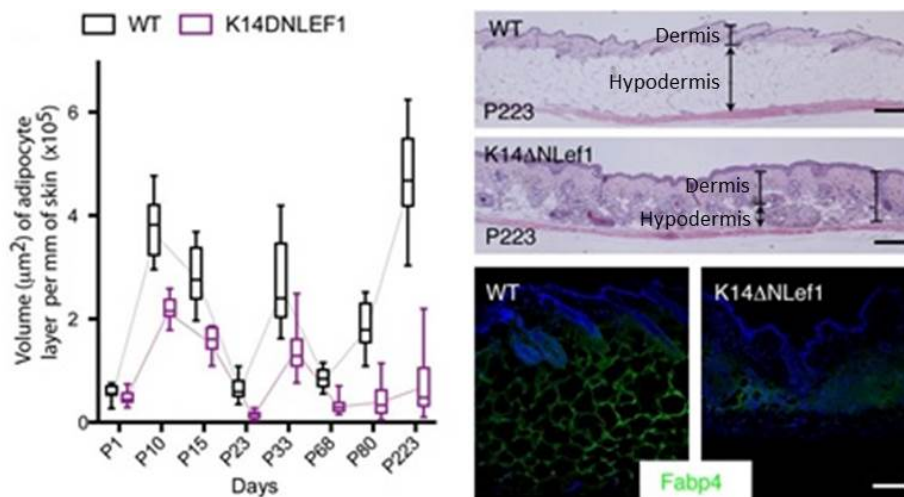 WT K14DNLEF1
Volume (μm²) of adipocyte
layer per mm of skin (x10⁵)
6
4
2
0
P1 P10 P15 P23 P33 P68 P80 P223
Days
WT
Dermis
Hypodermis
P223
K14ΔNLef1
Dermis
Hypodermis
P223
WT
K14ΔNLef1
Fabp4